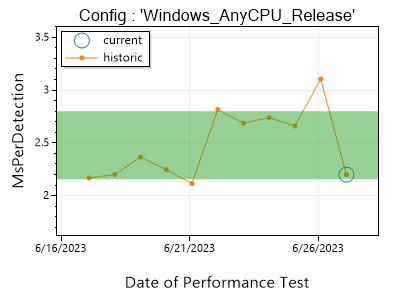 Config : 'Windows_AnyCPU_Release'
current
historic
MsPerDetection
3.5
3
2.5
2
6/16/2023
6/21/2023
6/26/2023
Date of Performance Test